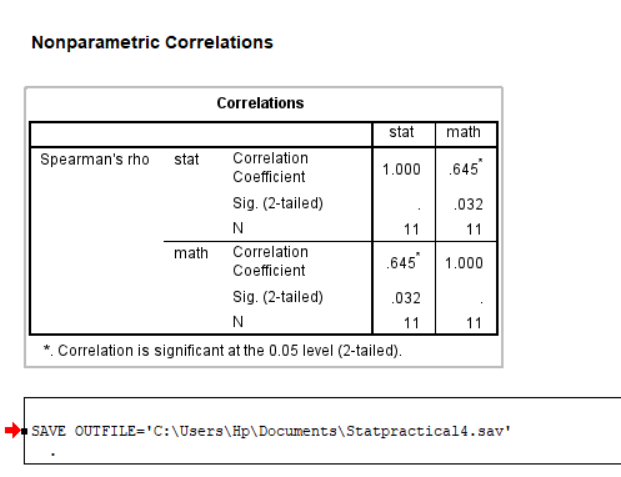 Nonparametric Correlations
Correlations
stat math
Spearman's rho stat Correlation Coefficient 1.000 .645*
Sig. (2-tailed) . .032
N 11 11
math Correlation Coefficient .645* 1.000
Sig. (2-tailed) .032 .
N 11 11
*. Correlation is significant at the 0.05 level (2-tailed).
SAVE OUTFILE='C:\Users\Hp\Documents\Statpractical4.sav'
.